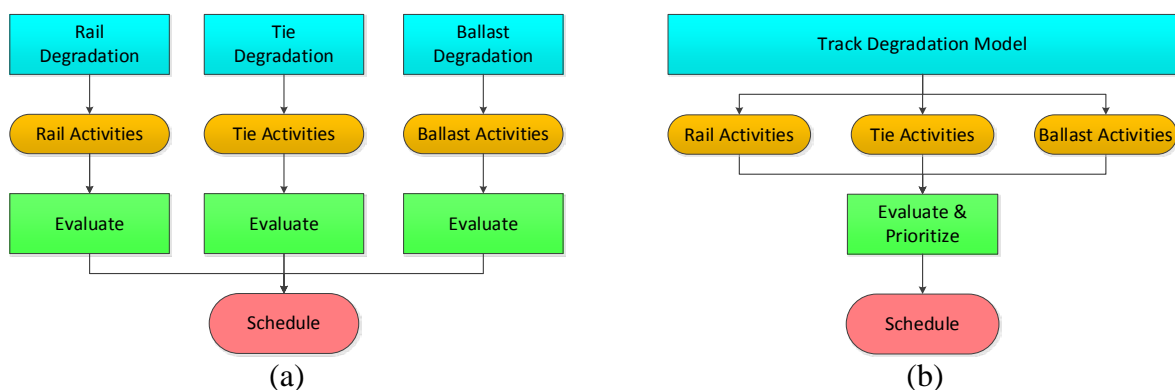 Rail
Degradation
Tie
Degradation
Ballast
Degradation
Rail Activities
Tie Activities
Ballast Activities
Evaluate
Evaluate
Evaluate
Schedule
(a)
Track Degradation Model
Rail Activities
Tie Activities
Ballast Activities
Evaluate &
Prioritize
Schedule
(b)